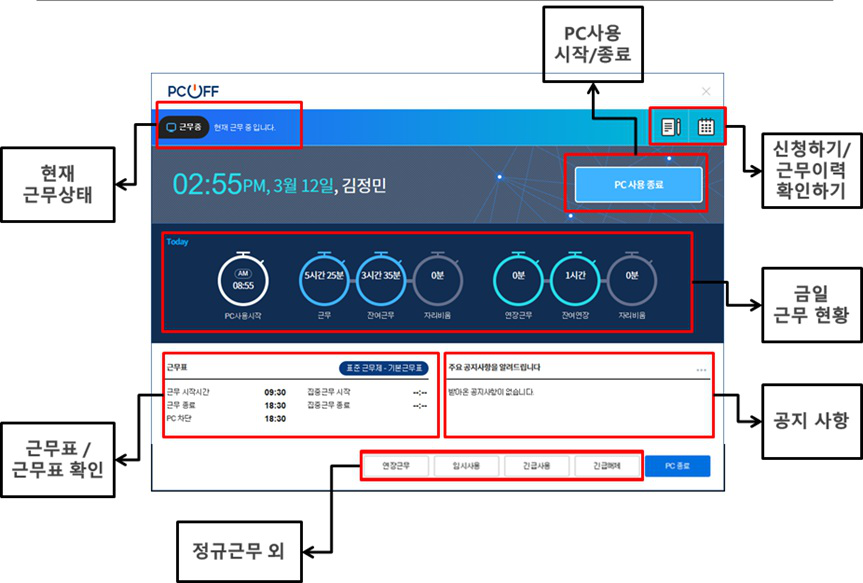 PC사용
시작/종료
PCOFF
근무중
현재 근무 중 입니다.
현재
근무상태
신청하기/
근무이력
확인하기
02:55PM, 3월 12일, 김정민
PC 사용 종료
Today
AM
08:55
5시간 25분
3시간 35분
0분
0분
1시간
0분
PC사용시작
근무
잔여근무
자리비움
연장근무
잔여연장
자리비움
금일
근무 현황
근무표
표준 근무제 - 기본근무표
근무 시작시간 09:30 집중근무 시작 --:--
근무 종료 18:30 집중근무 종료 --:--
PC 차단 18:30
주요 공지사항을 알려드립니다
받아온 공지사항이 없습니다.
공지 사항
근무표 /
근무표 확인
연장근무
임시사용
긴급사용
긴급해제
PC 종료
정규근무 외